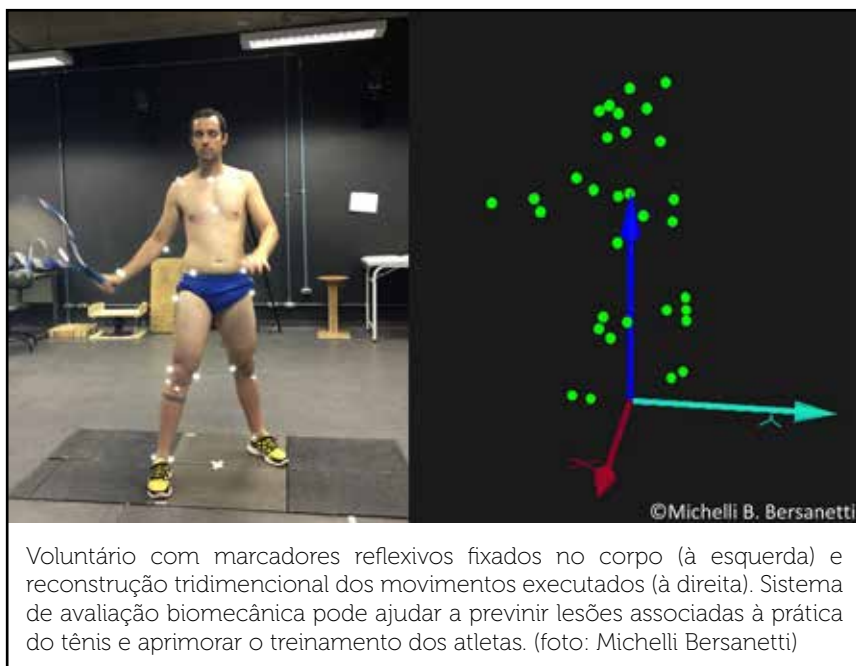 ©Michelli B. Bersanetti
Voluntário com marcadores reflexivos fixados no corpo (à esquerda) e
reconstrução tridimencional dos movimentos executados (à direita). Sistema
de avaliação biomecânica pode ajudar a previnir lesões associadas à prática
do tênis e aprimorar o treinamento dos atletas. (foto: Michelli Bersanetti)